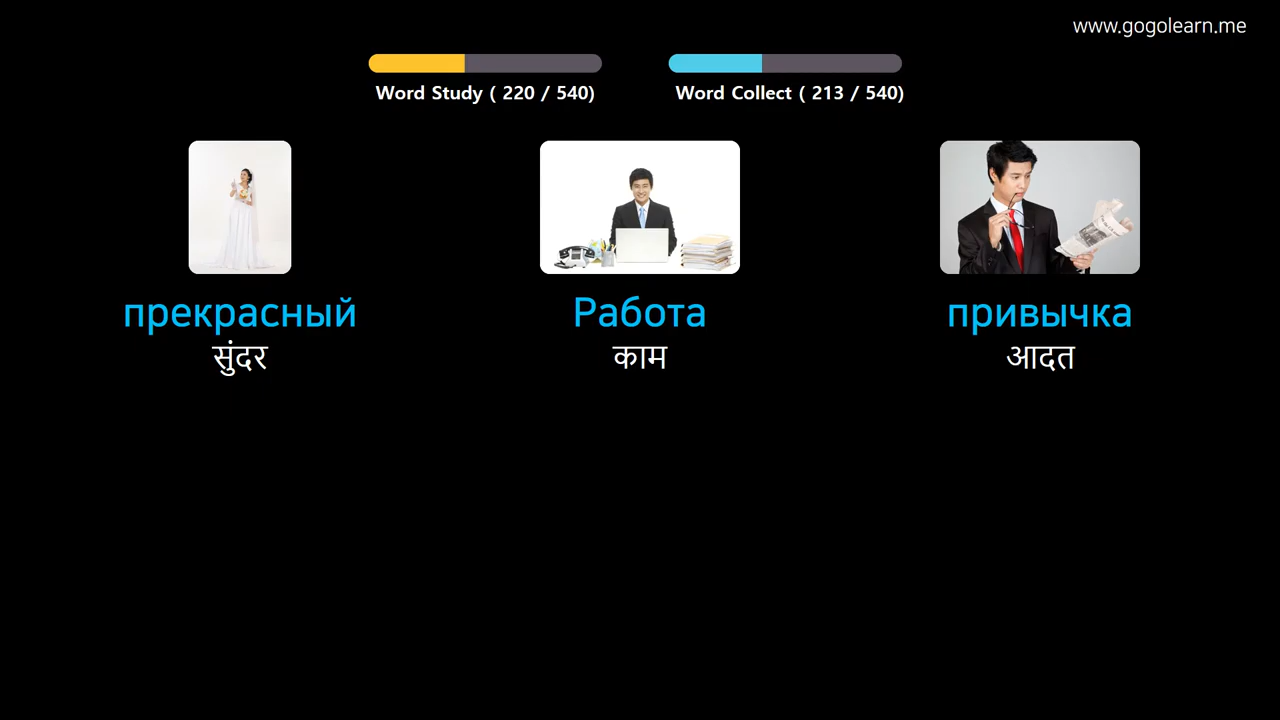 www.gogolearn.me
Word Study ( 220 / 540)
Word Collect ( 213 / 540)
прекрасный
सुंदर
Работа
काम
привычка
आदत